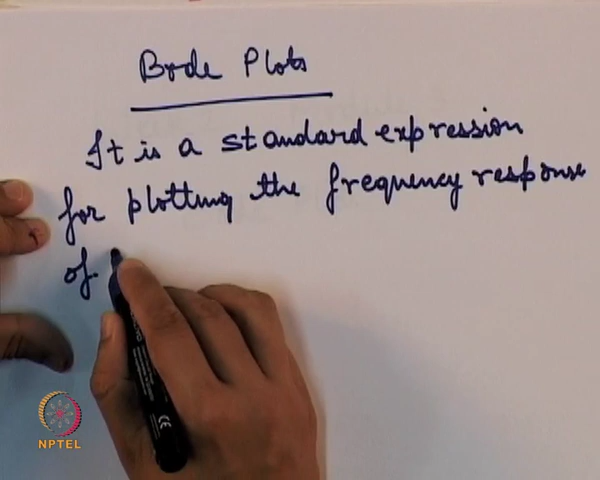 Bode Plots
It is a standard expression
for plotting the frequency response
of
NPTEL